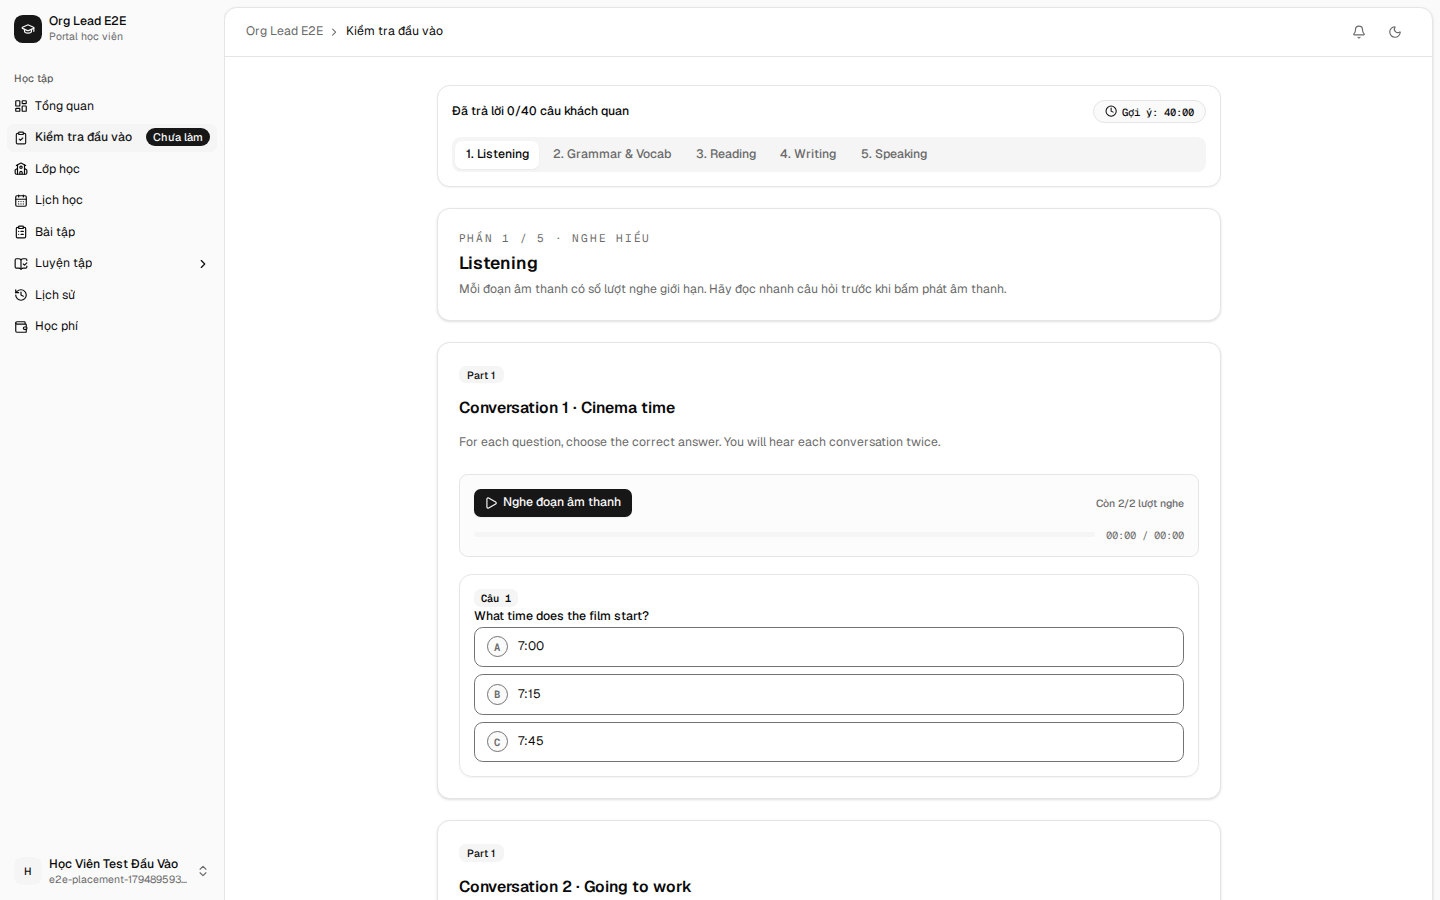 Org Lead E2E
Portal học viên
Học tập
Tổng quan
Kiểm tra đầu vào
Chưa làm
Lớp học
Lịch học
Bài tập
Luyện tập
Lịch sử
Học phí
H
Học Viên Test Đầu Vào
e2e-placement-179489593...
Org Lead E2E
Kiểm tra đầu vào
Đã trả lời 0/40 câu khách quan
Gợi ý: 40:00
1. Listening
2. Grammar & Vocab
3. Reading
4. Writing
5. Speaking
PHẦN 1 / 5 · NGHE HIỂU
Listening
Mỗi đoạn âm thanh có số lượt nghe giới hạn. Hãy đọc nhanh câu hỏi trước khi bấm phát âm thanh.
Part 1
Conversation 1 · Cinema time
For each question, choose the correct answer. You will hear each conversation twice.
Nghe đoạn âm thanh
Còn 2/2 lượt nghe
00:00 / 00:00
Câu 1
What time does the film start?
A 7:00
B 7:15
C 7:45
Part 1
Conversation 2 · Going to work